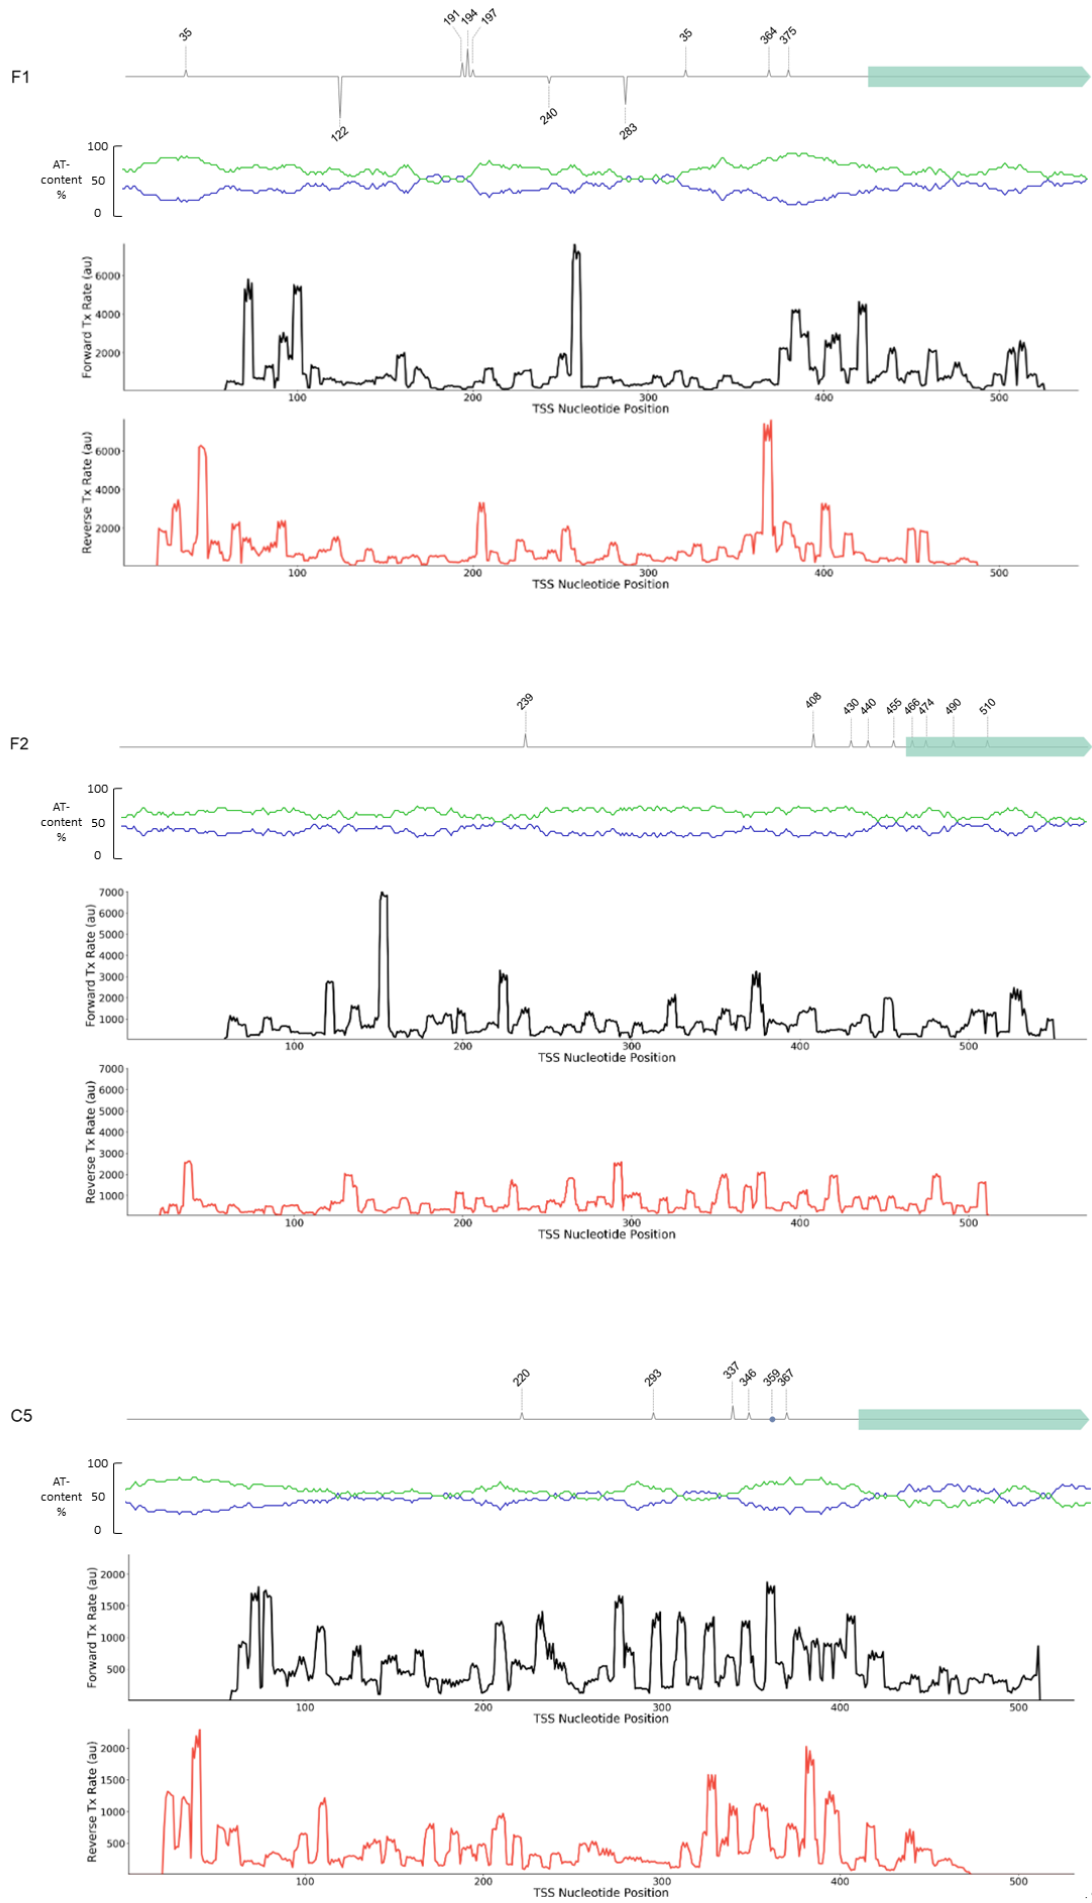 191 194 197
35 35 364 375
F1
122 240 283
AT-content %
100
50
0
Forward Tx Rate (au)
6000
4000
2000
100 200 300 400 500
TSS Nucleotide Position
Reverse Tx Rate (au)
6000
4000
2000
100 200 300 400 500
TSS Nucleotide Position
239 408 430 440 455 466 474 490 510
F2
AT-content %
100
50
0
Forward Tx Rate (au)
7000
6000
5000
4000
3000
2000
1000
100 200 300 400 500
TSS Nucleotide Position
Reverse Tx Rate (au)
7000
6000
5000
4000
3000
2000
1000
100 200 300 400 500
TSS Nucleotide Position
220 293 337 346 359 367
C5
AT-content %
100
50
0
Forward Tx Rate (au)
2000
1500
1000
500
100 200 300 400 500
TSS Nucleotide Position
Reverse Tx Rate (au)
2000
1500
1000
500
100 200 300 400 500
TSS Nucleotide Position